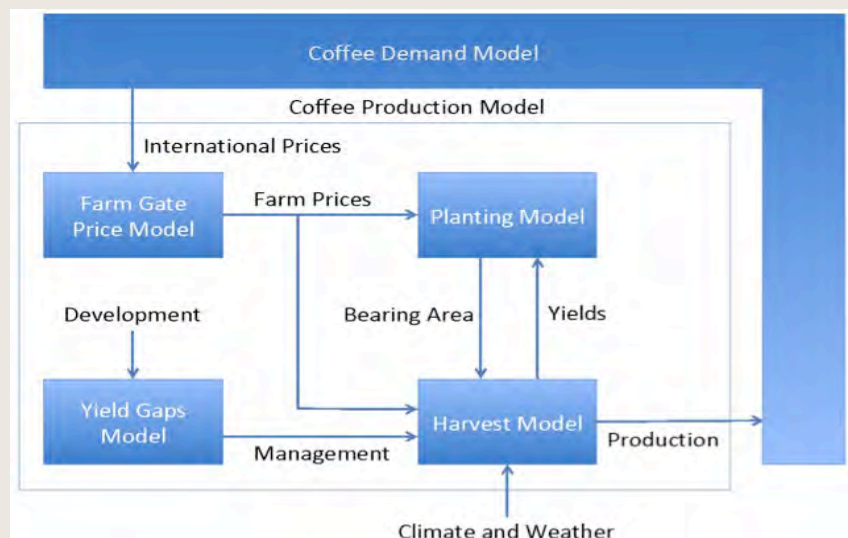 Coffee Demand Model
Coffee Production Model
International Prices
Farm Gate
Price Model
Farm Prices
Planting Model
Development
Bearing Area
Yields
Yield Gaps
Model
Management
Harvest Model
Production
Climate and Weather